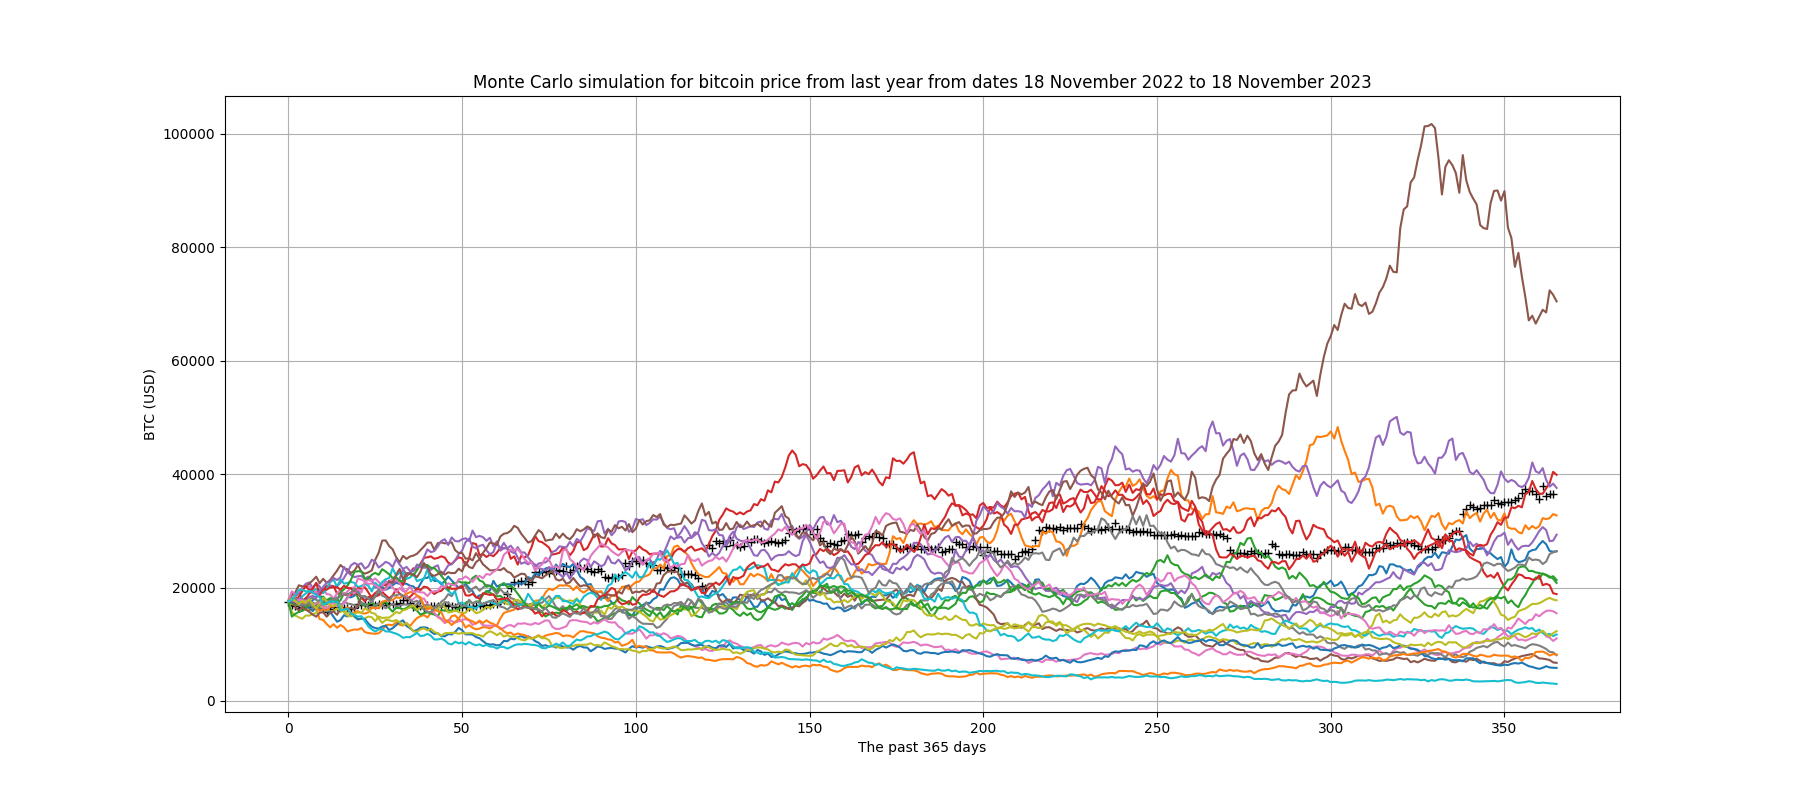 Monte Carlo simulation for bitcoin price from last year from dates 18 November 2022 to 18 November 2023
100000
80000
60000
40000
20000
0
BTC (USD)
0 50 100 150 200 250 300 350
The past 365 days